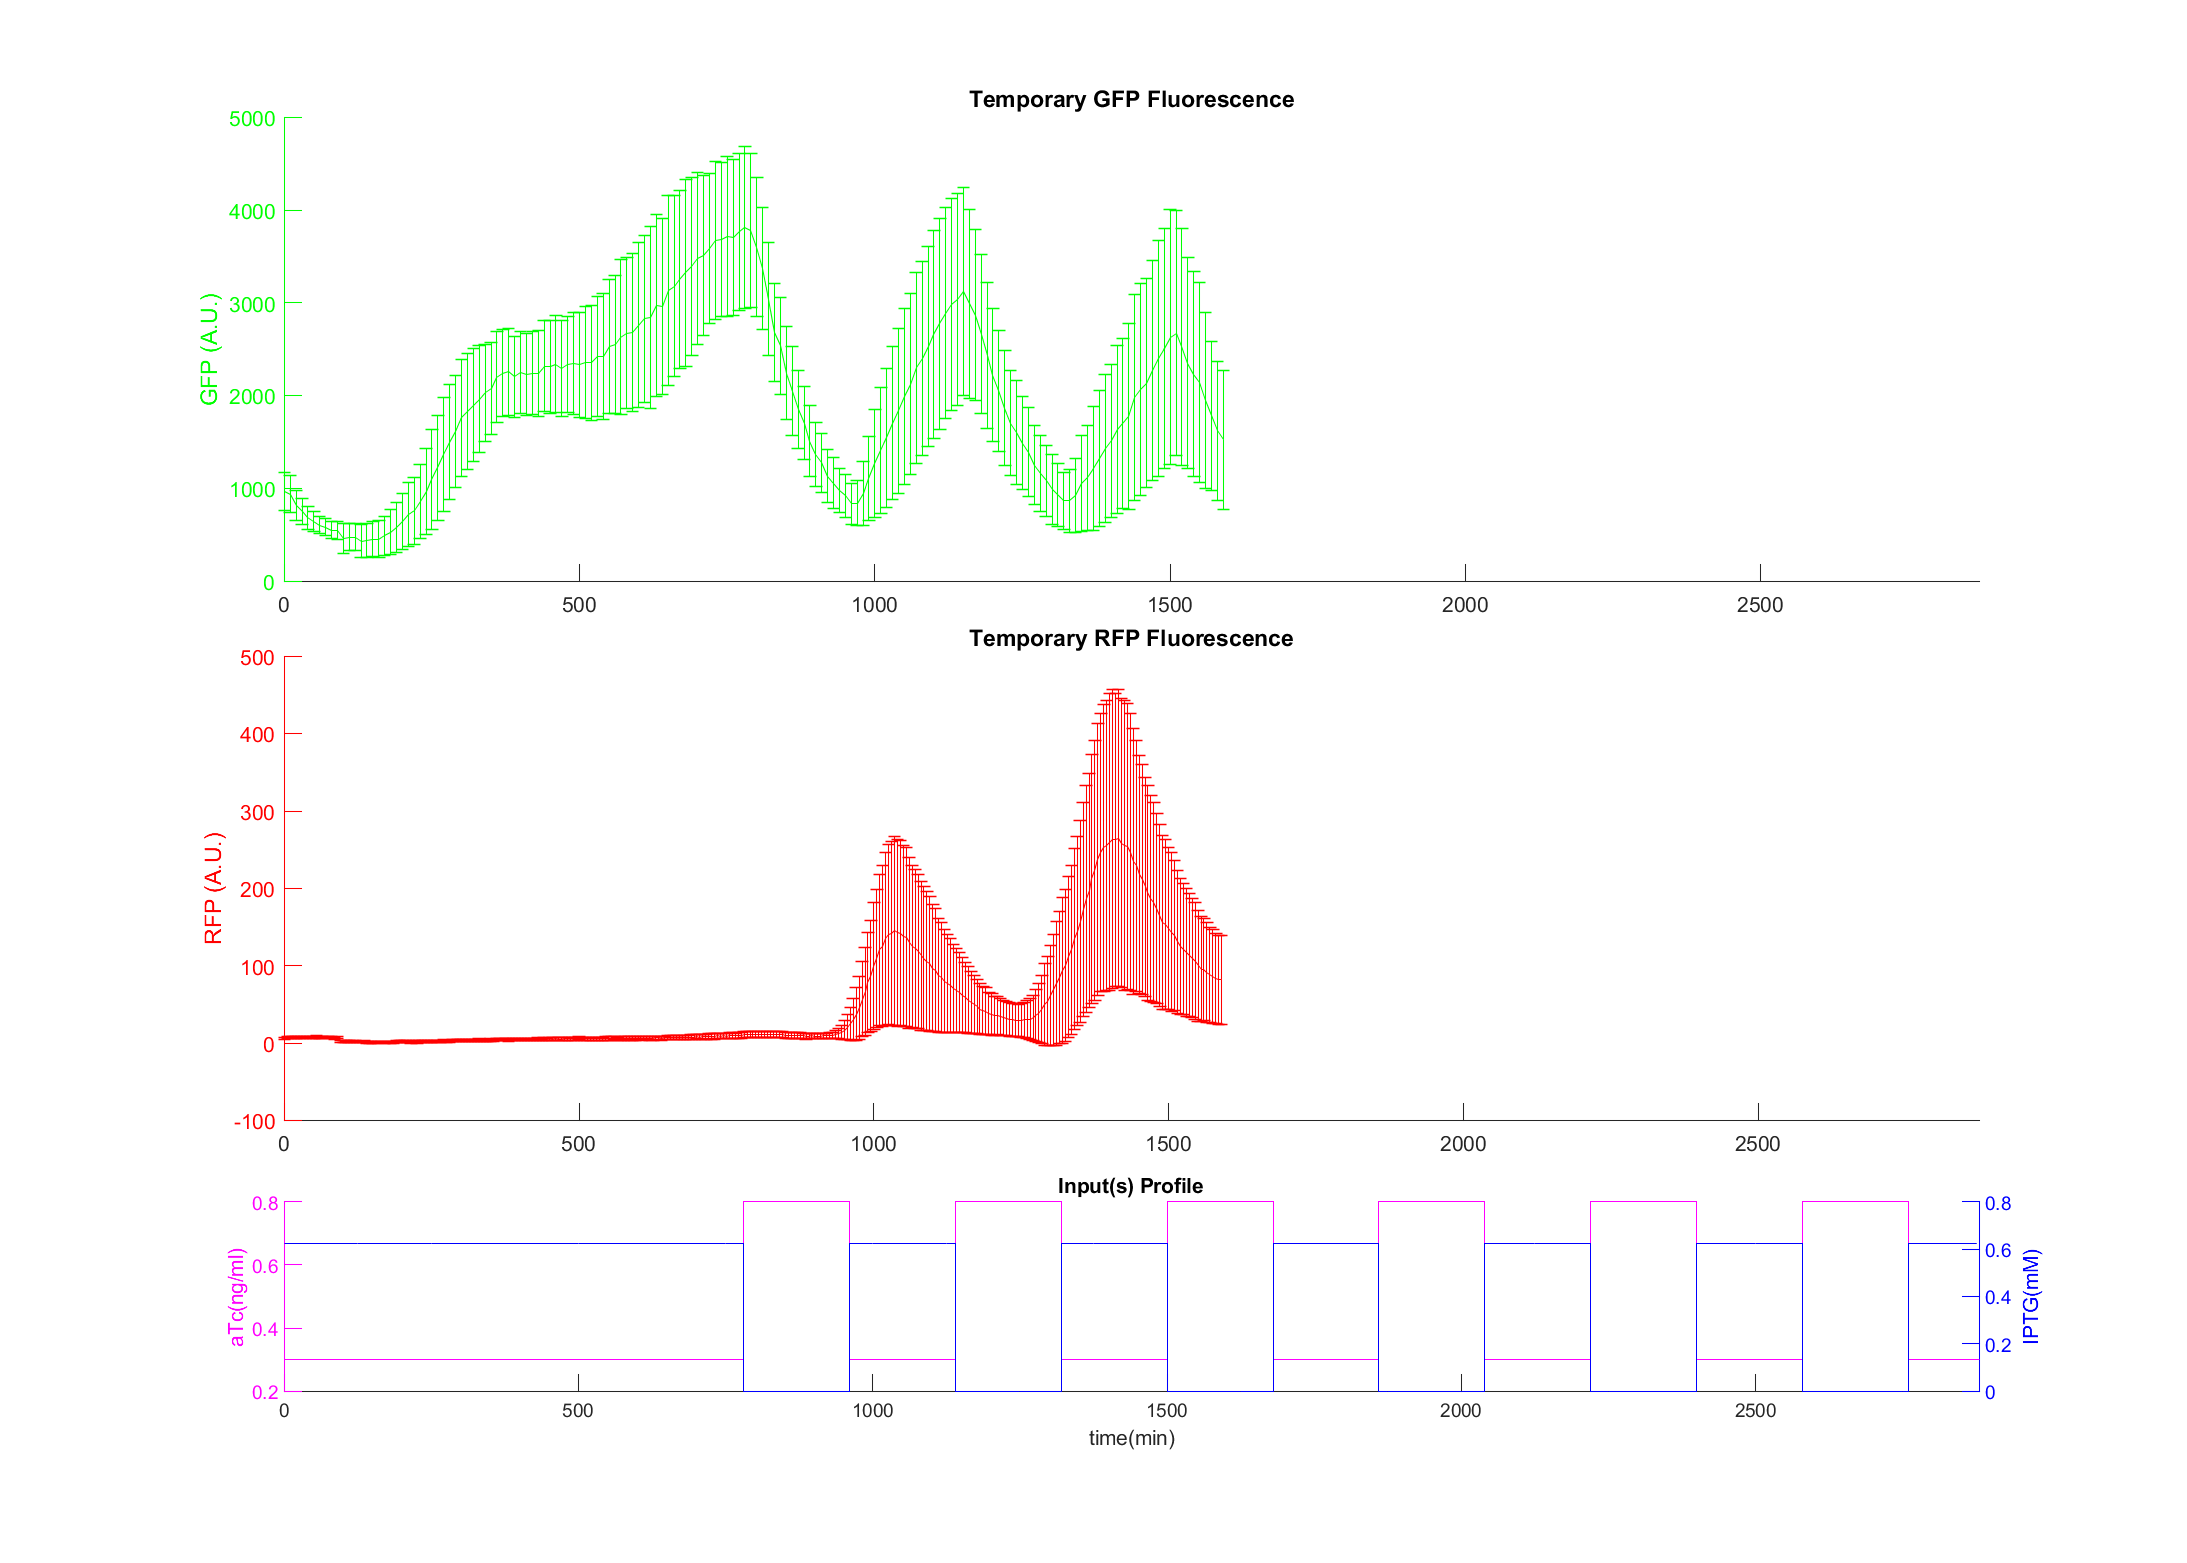 Temporary GFP Fluorescence
5000
4000
3000
2000
1000
0
GFP (A.U.)
0 500 1000 1500 2000 2500
Temporary RFP Fluorescence
500
400
300
200
100
0
-100
RFP (A.U.)
0 500 1000 1500 2000 2500
Input(s) Profile
0.8
0.6
0.4
0.2
aTc(ng/ml)
0.8
0.6
0.4
0.2
0
IPTG(mM)
0 500 1000 1500 2000 2500
time(min)